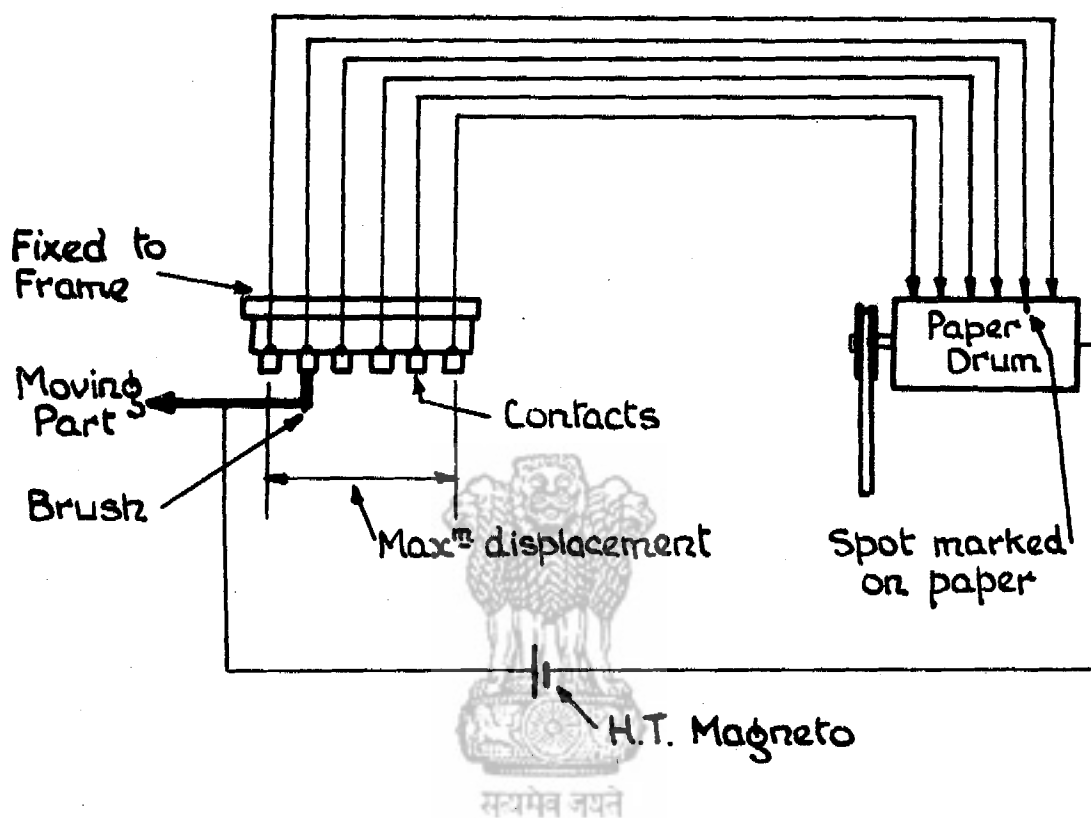 Fixed to
Frame
Paper
Drum
Moving
Part
Contacts
Brush
Maxᵐ displacement
Spot marked
on paper
H.T. Magneto
सत्यमेव जयते